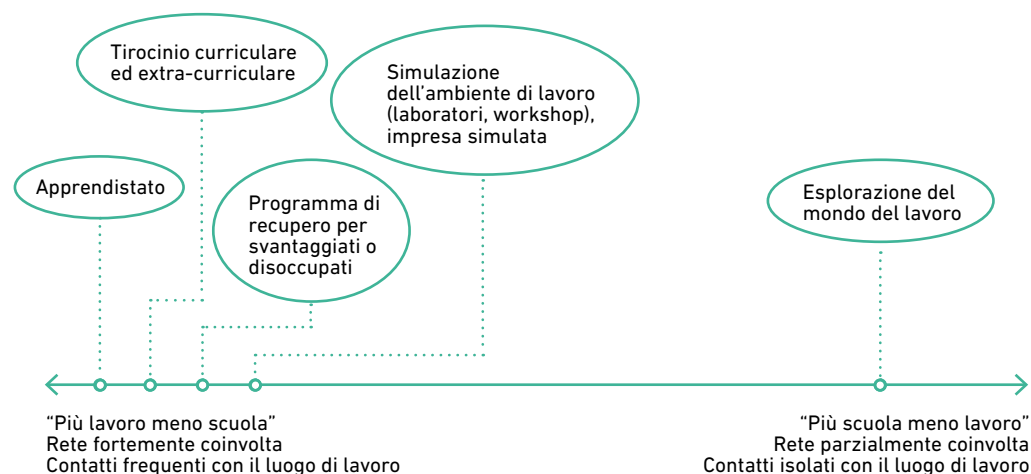 Tirocinio curriculare
ed extra-curriculare
Simulazione
dell'ambiente di lavoro
(laboratori, workshop),
impresa simulata
Apprendistato
Programma di
recupero per
svantaggiati o
disoccupati
Esplorazione del
mondo del lavoro
“Più lavoro meno scuola”
Rete fortemente coinvolta
Contatti frequenti con il luogo di lavoro
“Più scuola meno lavoro”
Rete parzialmente coinvolta
Contatti isolati con il luogo di lavoro